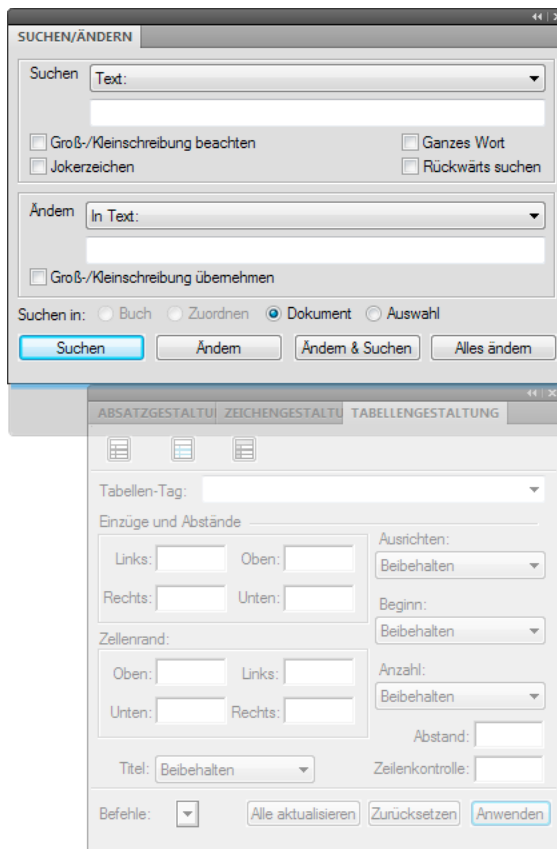 SUCHEN/ÄNDERN
Suchen Text:
Groß-/Kleinschreibung beachten Ganzes Wort
Jokerzeichen Rückwärts suchen
Ändern In Text:
Groß-/Kleinschreibung übernehmen
Suchen in: Buch Zuordnen Dokument Auswahl
Suchen Ändern Ändern & Suchen Alles ändern
ABSATZGESTALTU ZEICHENGESTALTU TABELLENGESTALTUNG
Tabellen-Tag:
Einzüge und Abstände
Ausrichten:
Links: Oben: Beibehalten
Rechts: Unten: Beginn:
Beibehalten
Zellenrand:
Oben: Links: Anzahl:
Beibehalten
Unten: Rechts:
Abstand:
Titel: Beibehalten Zeilenkontrolle:
Befehle: Alle aktualisieren Zurücksetzen Anwenden